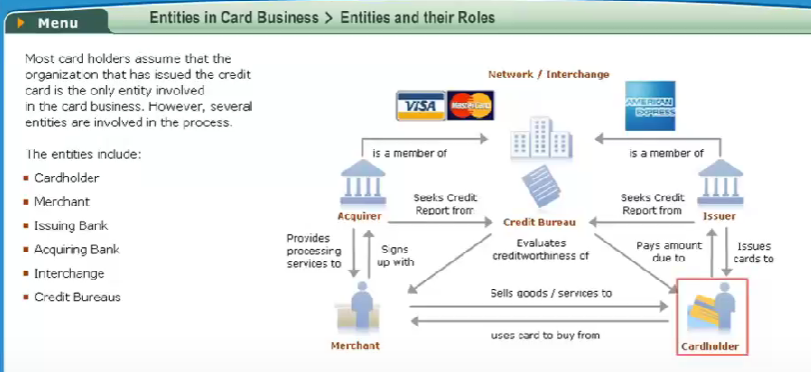 Menu
Entities in Card Business > Entities and their Roles
Most card holders assume that the
organization that has issued the credit
card is the only entity involved
in the card business. However, several
entities are involved in the process.
The entities include:
Cardholder
Merchant
Issuing Bank
Acquiring Bank
Interchange
Credit Bureaus
Network / Interchange
VISA
MasterCard
AMERICAN
EXPRESS
is a member of
is a member of
Acquirer
Seeks Credit
Report from
Credit Bureau
Seeks Credit
Report from
Issuer
Provides
processing
services to
Signs
up with
Evaluates
creditworthiness of
Pays amount
due to
Issues
cards to
Sells goods / services to
uses card to buy from
Merchant
Cardholder